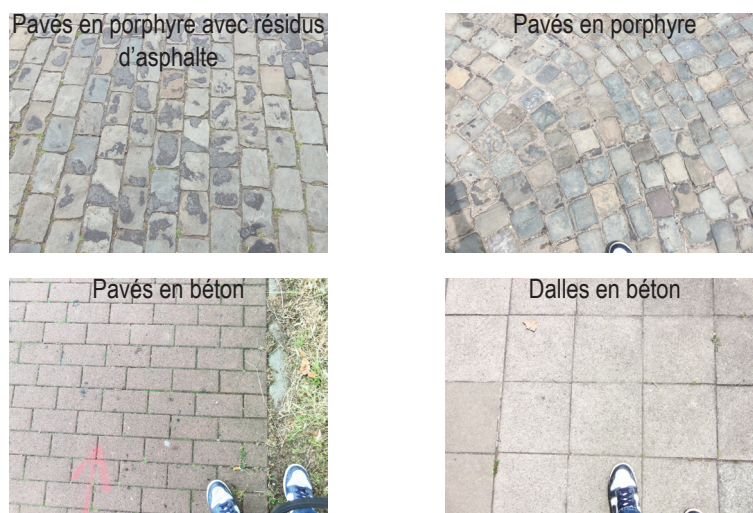 Pavés en porphyre avec résidus
d’asphalte
Pavés en porphyre
Pavés en béton
Dalles en béton